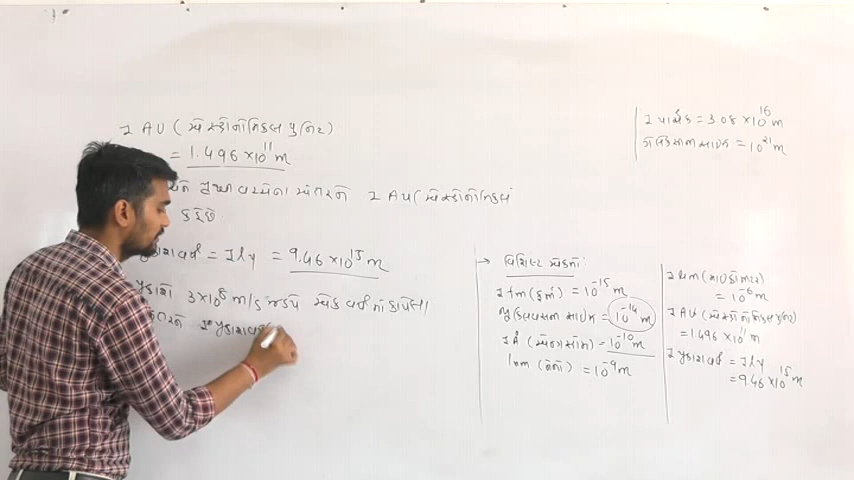 1 AU (એસ્ટ્રોનોમિકલ યુનિટ)
= 1.496×10¹¹ m
અને પૃથ્વી વચ્ચેના અંતરને 1 AU (એસ્ટ્રોનોમિકલ
કહે છે.
પ્રકાશવર્ષ = 1ly = 9.46×10¹⁵ m
પ્રકાશે 3×10⁸ m/s ઝડપે એક વર્ષમાં કાપેલા
અંતરને 1 પ્રકાશવર્ષ
→ વિશિષ્ટ એકમો
1 fm (ફર્મી) = 10⁻¹⁵ m
ન્યુક્લિયસના સાઇઝ = 10⁻¹⁴ m
1 Å (એંગસ્ટ્રોમ) = 10⁻¹⁰ m
1nm (નેનો) = 10⁻⁹ m
1 પાર્સેક = 3.08×10¹⁶ m
ગેલેક્સીના સાઇઝ = 10²¹ m
(માઇક્રોમીટર)
= 10⁻⁶ m
1 AU (એસ્ટ્રોનોમિકલ યુનિટ)
= 1.496×10¹¹ m
1 પ્રકાશવર્ષ = 1ly
= 9.46×10¹⁵ m